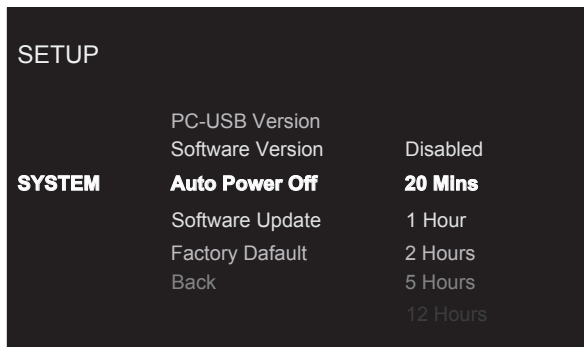 SETUP
PC-USB Version
Software Version Disabled
SYSTEM Auto Power Off 20 Mins
Software Update 1 Hour
Factory Dafault 2 Hours
Back 5 Hours
12 Hours